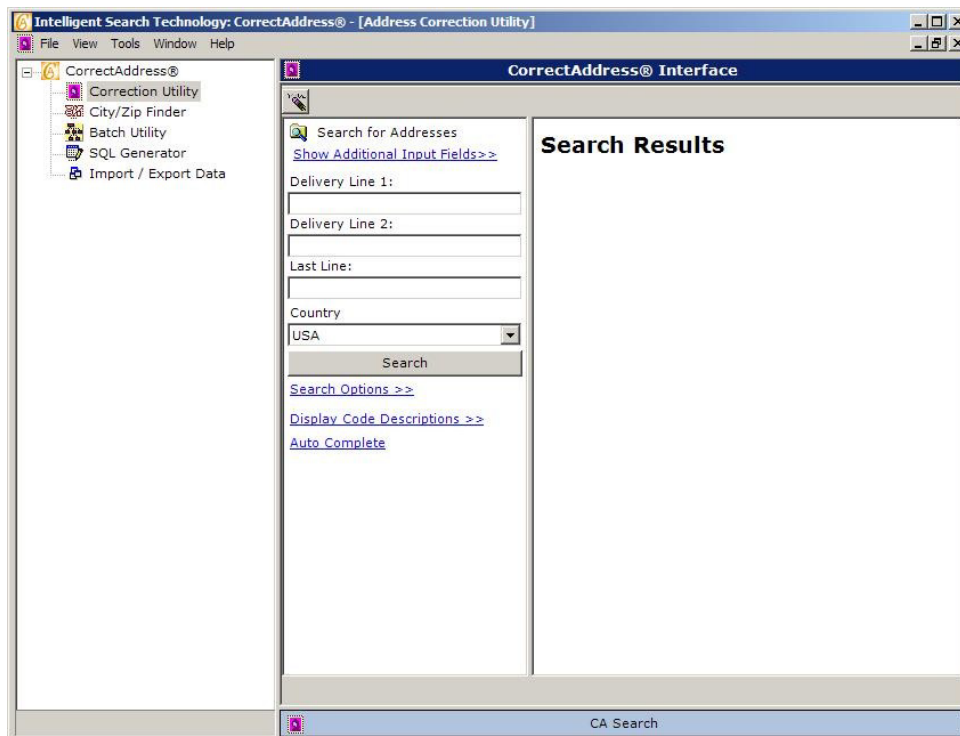 Intelligent Search Technology: CorrectAddress® - [Address Correction Utility]
File View Tools Window Help
CorrectAddress®
Correction Utility
City/Zip Finder
Batch Utility
SQL Generator
Import / Export Data
CorrectAddress® Interface
Search for Addresses
Show Additional Input Fields>>
Delivery Line 1:
Delivery Line 2:
Last Line:
Country
USA
Search
Search Options >>
Display Code Descriptions >>
Auto Complete
Search Results
CA Search